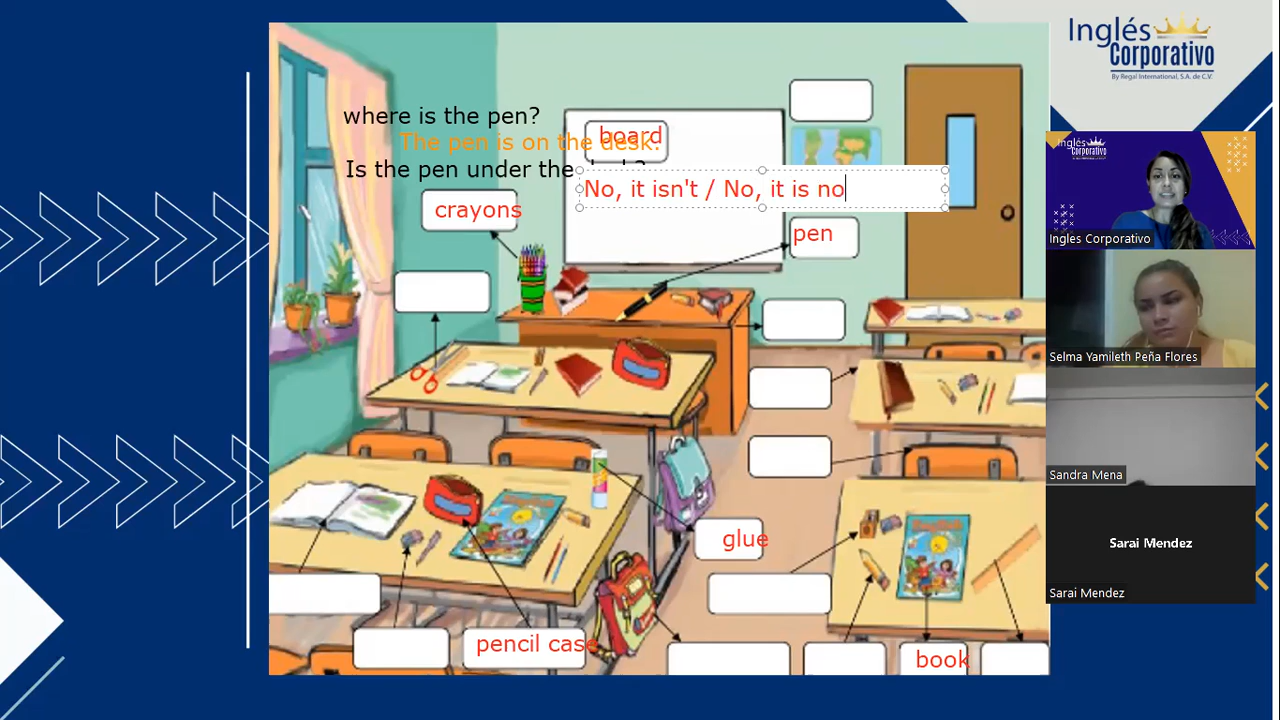 Inglés
Corporativo
By Regal International, S.A. de C.V.
where is the pen?
board
The pen is on the desk.
Is the pen under the
No, it isn't / No, it is no
crayons
pen
glue
pencil case
book
Inglés
Corporativo
Ingles Corporativo
Selma Yamileth Peña Flores
Sandra Mena
Sarai Mendez
Sarai Mendez